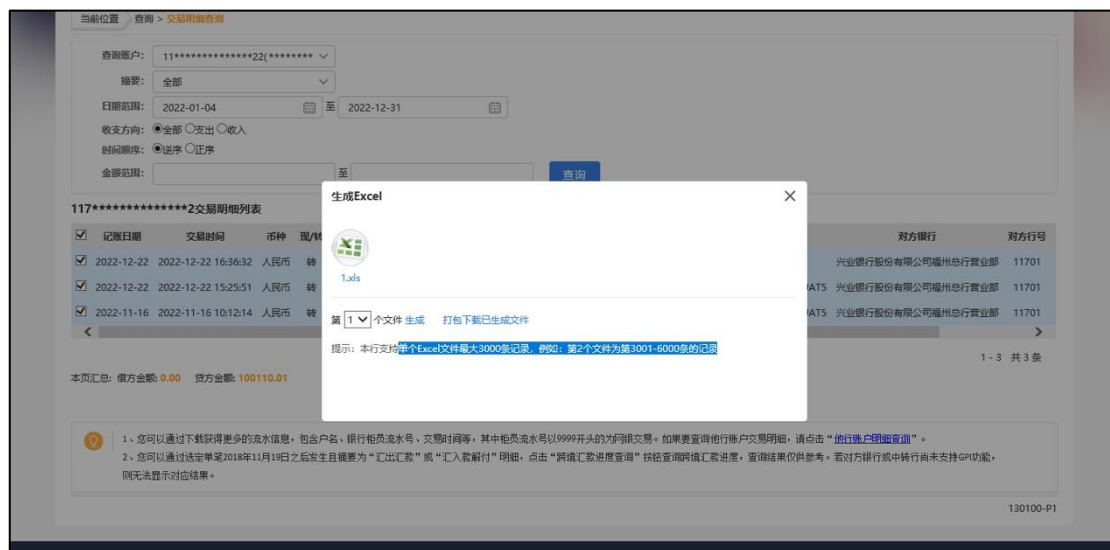 当前位置 查询 > 交易明细查询
查询账户: 11**************22(********
摘要: 全部
日期范围: 2022-01-04 至 2022-12-31
收支方向: 全部 支出 收入
时间顺序: 逆序 正序
金额范围: 至 查询
117***************2交易明细列表
生成Excel
记账日期 交易时间 币种 对方银行 对方行号
2022-12-22 2022-12-22 16:36:32 人民币 转 兴业银行股份有限公司福州总行营业部 11701
2022-12-22 2022-12-22 15:25:51 人民币 转 兴业银行股份有限公司福州总行营业部 11701
2022-11-16 2022-11-16 10:12:14 人民币 转 兴业银行股份有限公司福州总行营业部 11701
1.xls
第 1 个文件 生成 打包下载已生成文件
提示: 本行支持单个Excel文件最大3000条记录, 例如: 第2个文件为第3001-6000条的记录
1 - 3 共 3 条
本页汇总: 借方金额: 0.00 贷方金额: 100110.01
1、您可以通过下载获得更多的流水信息,包含户名、银行柜员流水号、交易时间等,其中柜员流水号以9999开头的为网银交易。如果要查询他行账户交易明细,请点击“他行账户明细查询”。
2、您可以通过选定单笔2018年11月19日之后发生且摘要为“汇出汇款”或“汇入款解付”明细,点击“跨境汇款进度查询”按钮查询跨境汇款进度,查询结果仅供参考。若对方银行或中转行尚未支持GPI功能,
则无法显示对应结果。
130100-P1